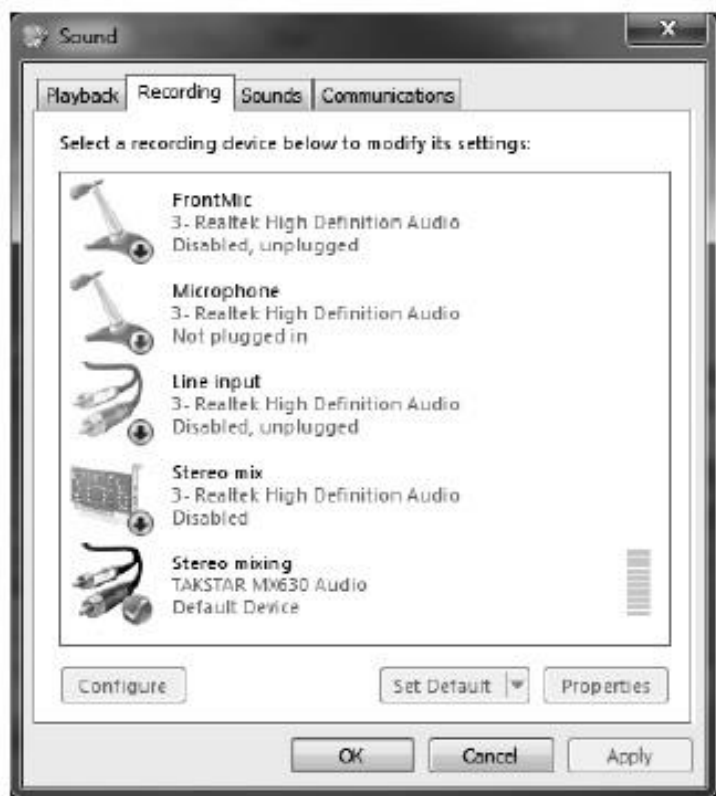 Sound
Playback Recording Sounds Communications
Select a recording device below to modify its settings:
FrontMic
3- Realtek High Definition Audio
Disabled, unplugged
Microphone
3- Realtek High Definition Audio
Not plugged in
Line input
3- Realtek High Definition Audio
Disabled, unplugged
Stereo mix
3- Realtek High Definition Audio
Disabled
Stereo mixing
TAKSTAR MX630 Audio
Default Device
Configure Set Default Properties
OK Cancel Apply